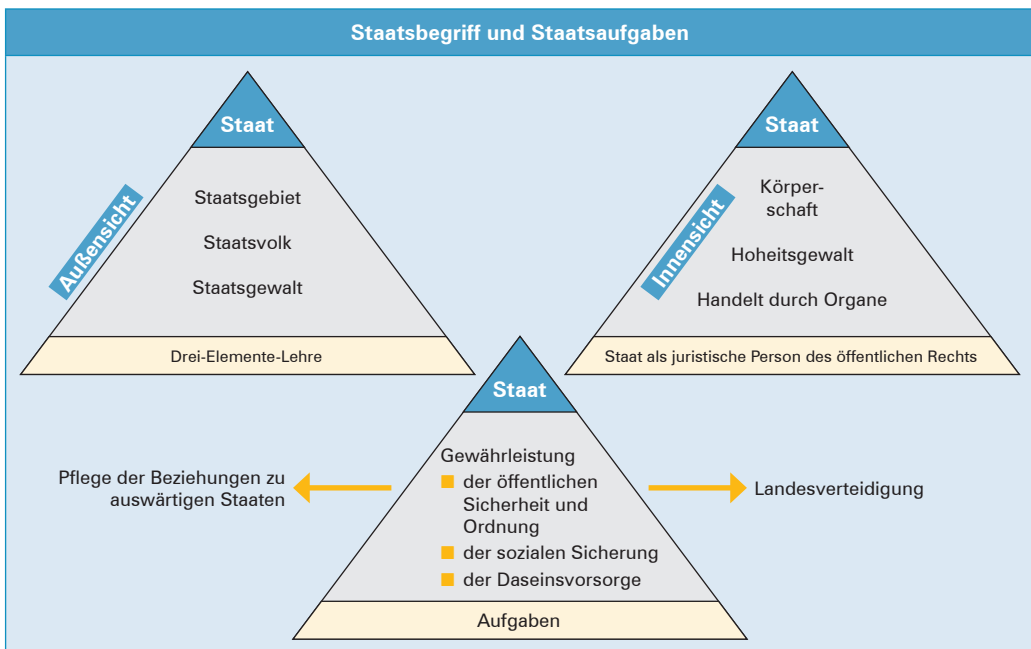 Staatsbegriff und Staatsaufgaben
Staat
Außensicht
Staatsgebiet
Staatsvolk
Staatsgewalt
Drei-Elemente-Lehre
Staat
Innensicht
Körper-
schaft
Hoheitsgewalt
Handelt durch Organe
Staat als juristische Person des öffentlichen Rechts
Staat
Pflege der Beziehungen zu
auswärtigen Staaten
Gewährleistung
der öffentlichen
Sicherheit und
Ordnung
der sozialen Sicherung
der Daseinsvorsorge
Landesverteidigung
Aufgaben